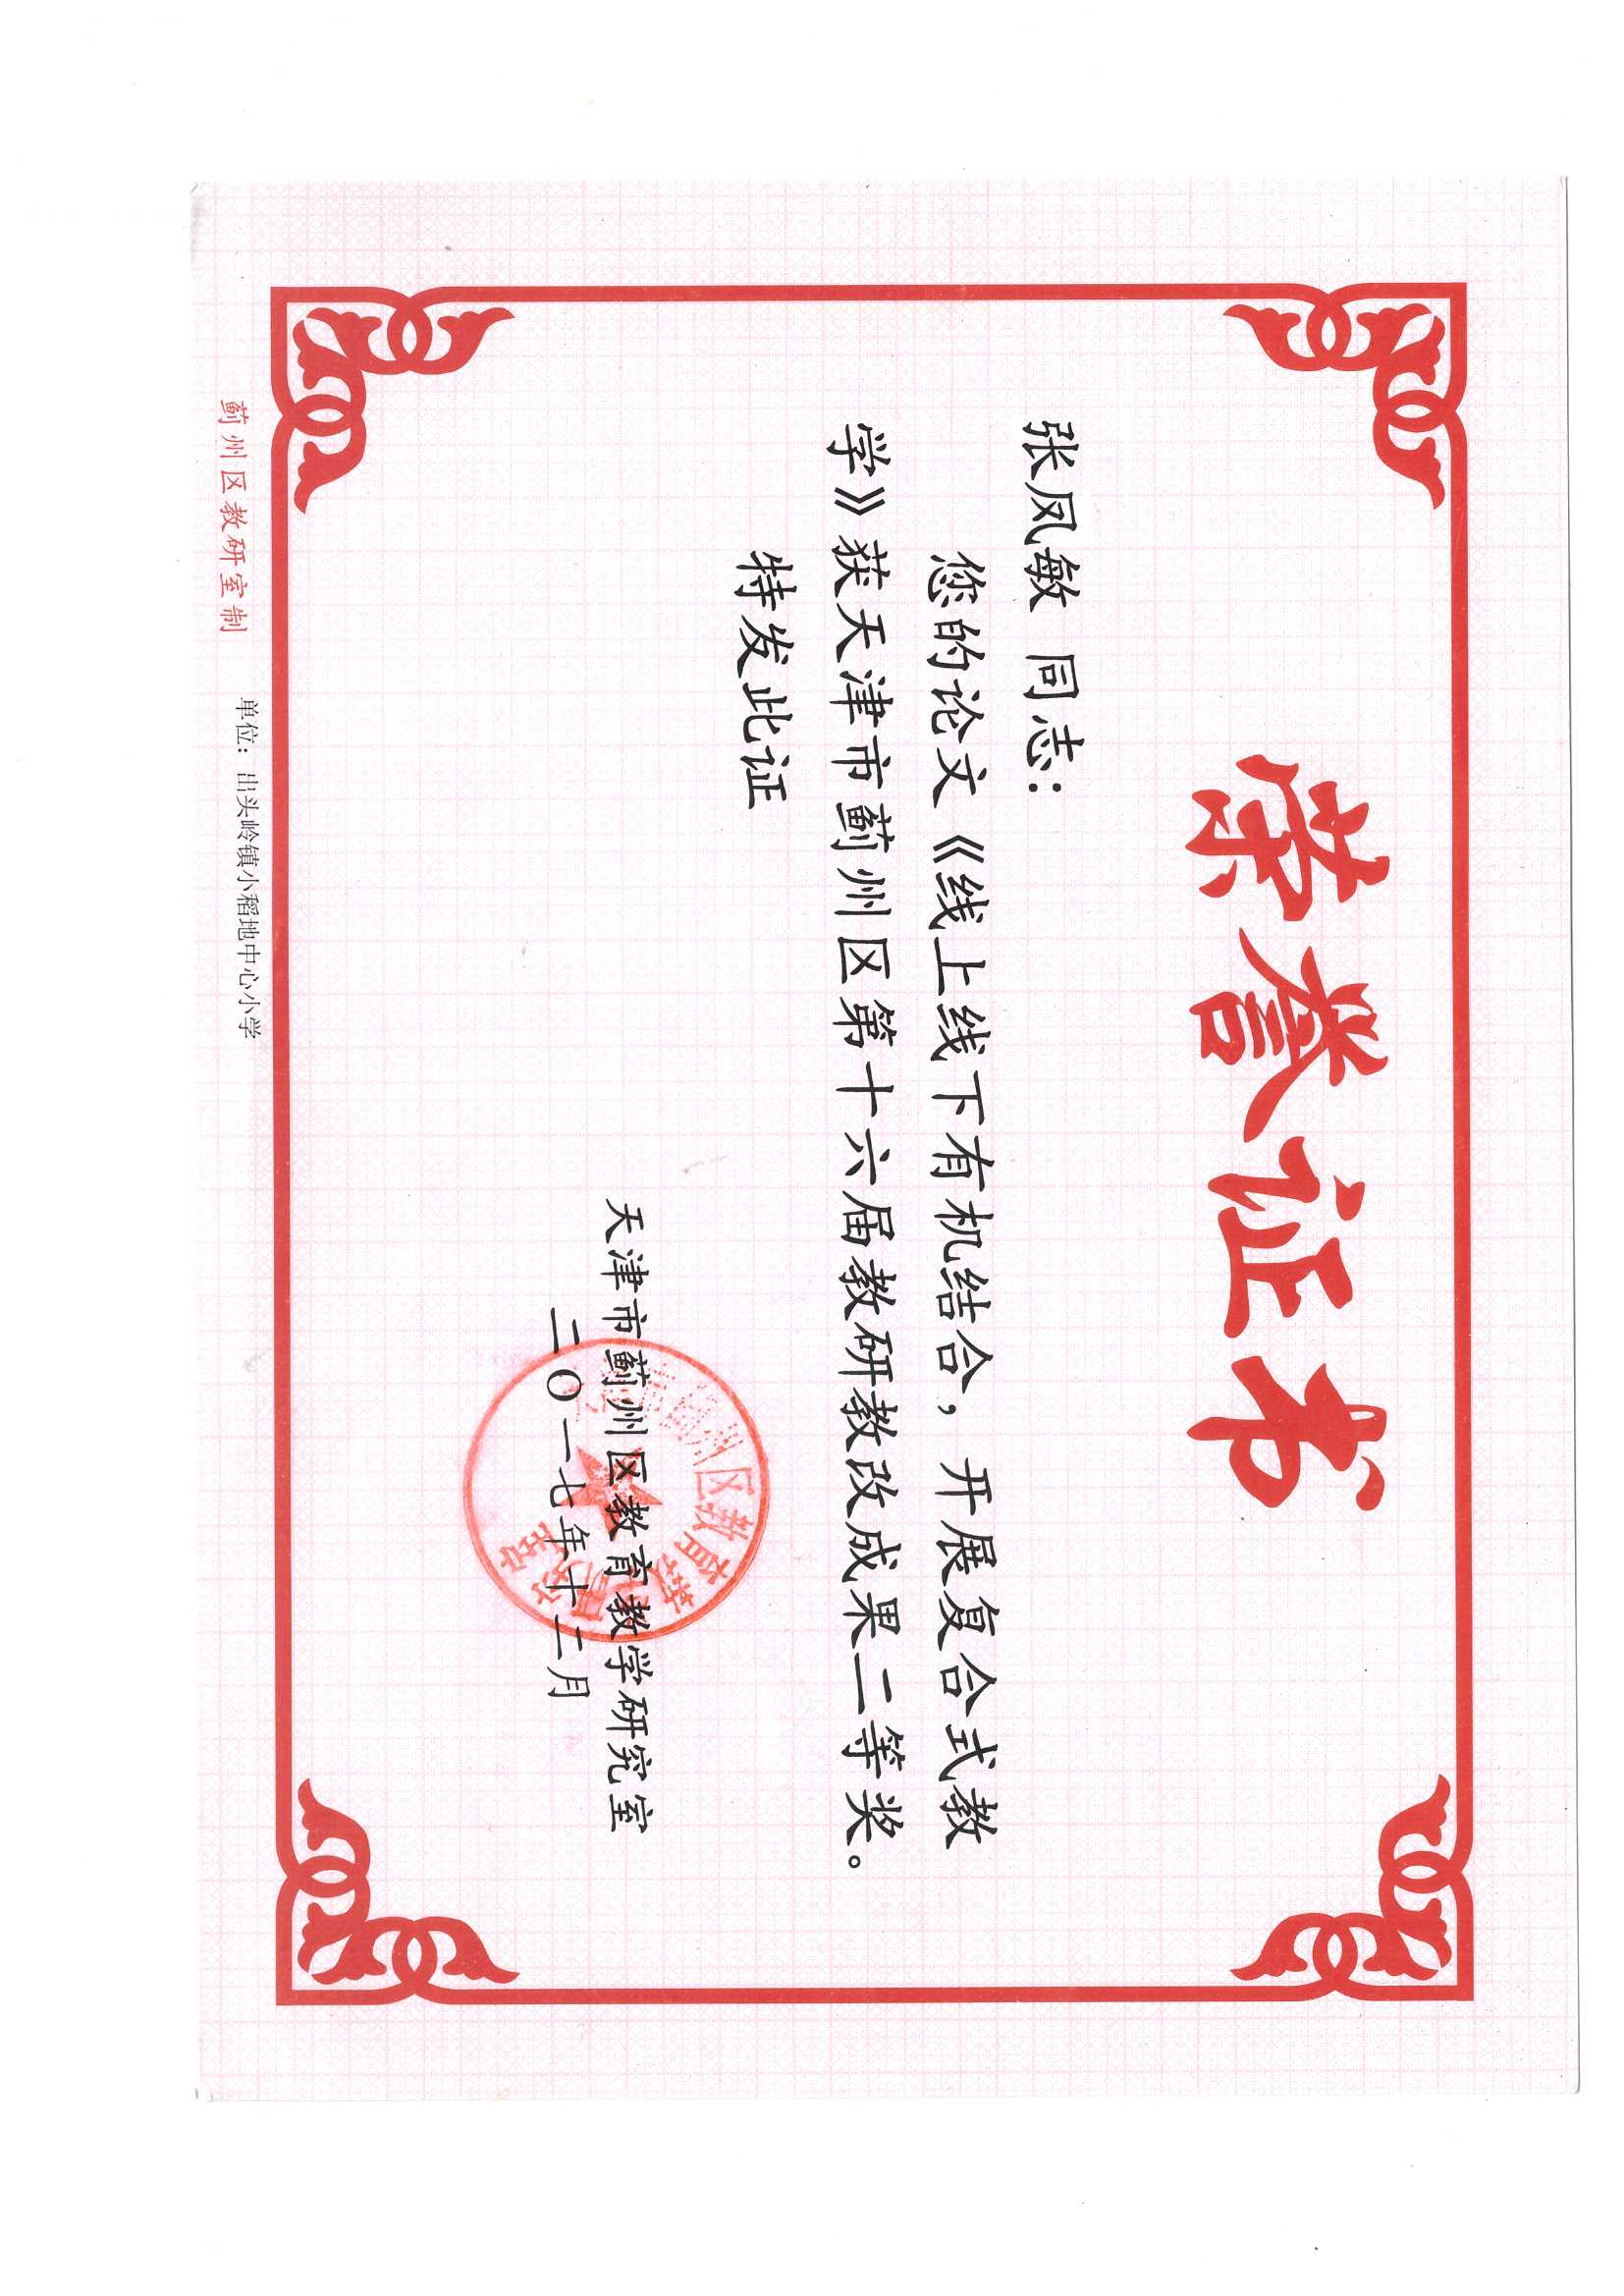 荣誉证书
张凤敏 同志：
您的论文《线上线下有机结合，开展复合式教
学》获天津市蓟州区第十六届教研教改成果二等奖。
特发此证
天津市蓟州区教育教学研究室
二〇一七年十二月
蓟州区教研室制
单位：出头岭镇小稻地中心小学